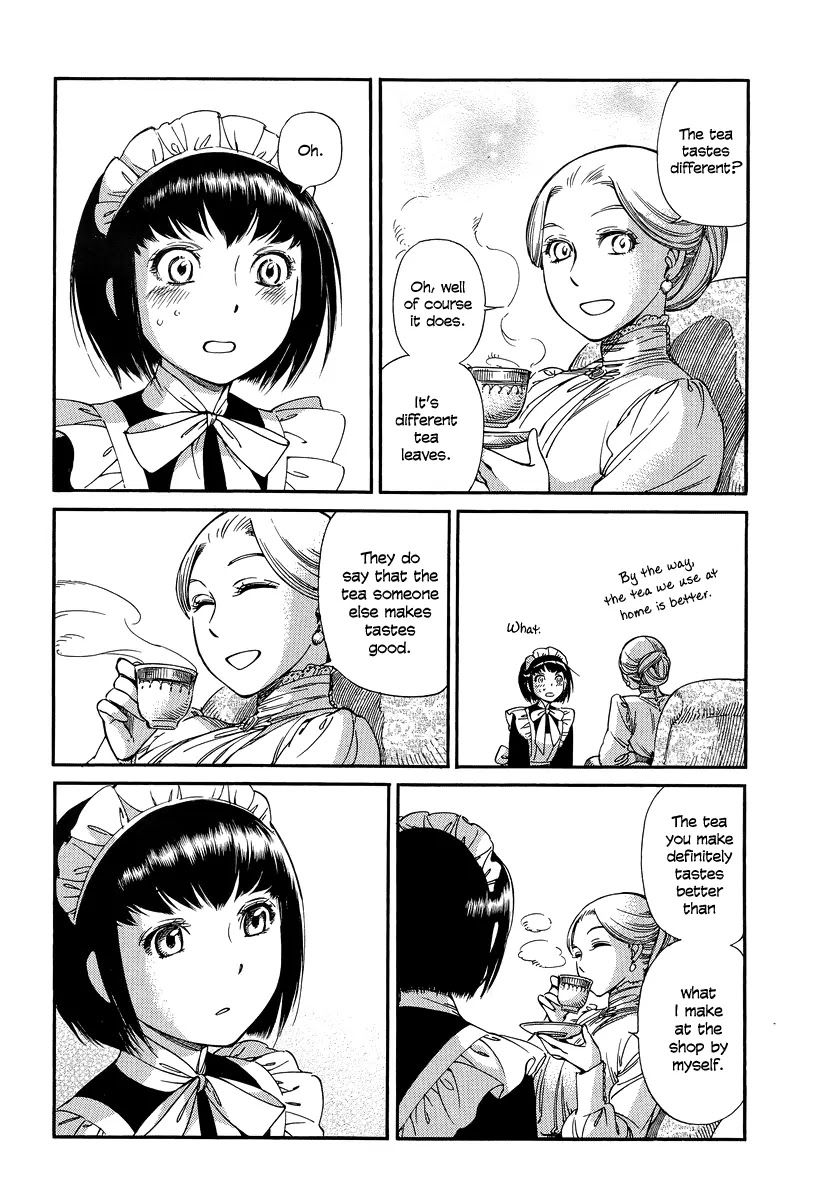 The tea
tastes
different?
Oh, well
of course
it does.
It's
different
tea
leaves.
Oh.
By the way,
the tea we use at
home is better.
What.
They do
say that the
tea someone
else makes
tastes
good.
The tea
you make
definitely
tastes
better
than
what
I make
at the
shop by
myself.